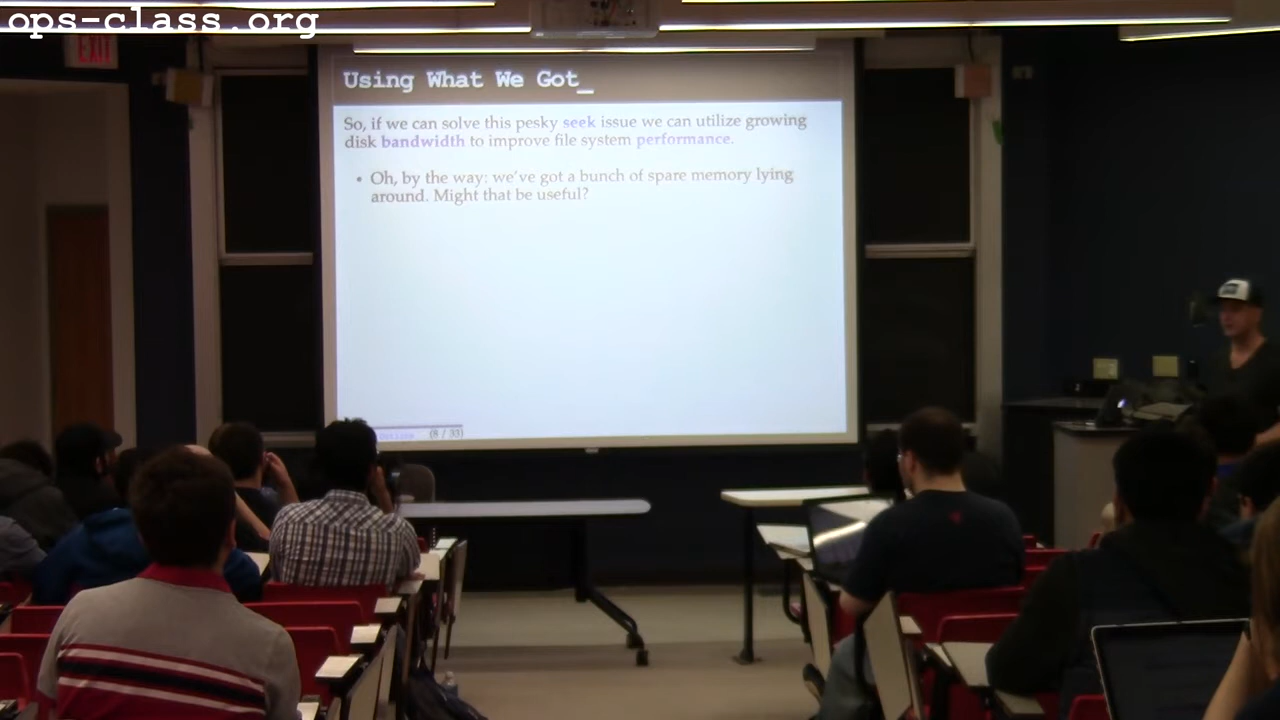 ops-class.org
EXIT
Using What We Got_
So, if we can solve this pesky seek issue we can utilize growing
disk bandwidth to improve file system performance.
• Oh, by the way: we've got a bunch of spare memory lying
around. Might that be useful?
(8 / 33)